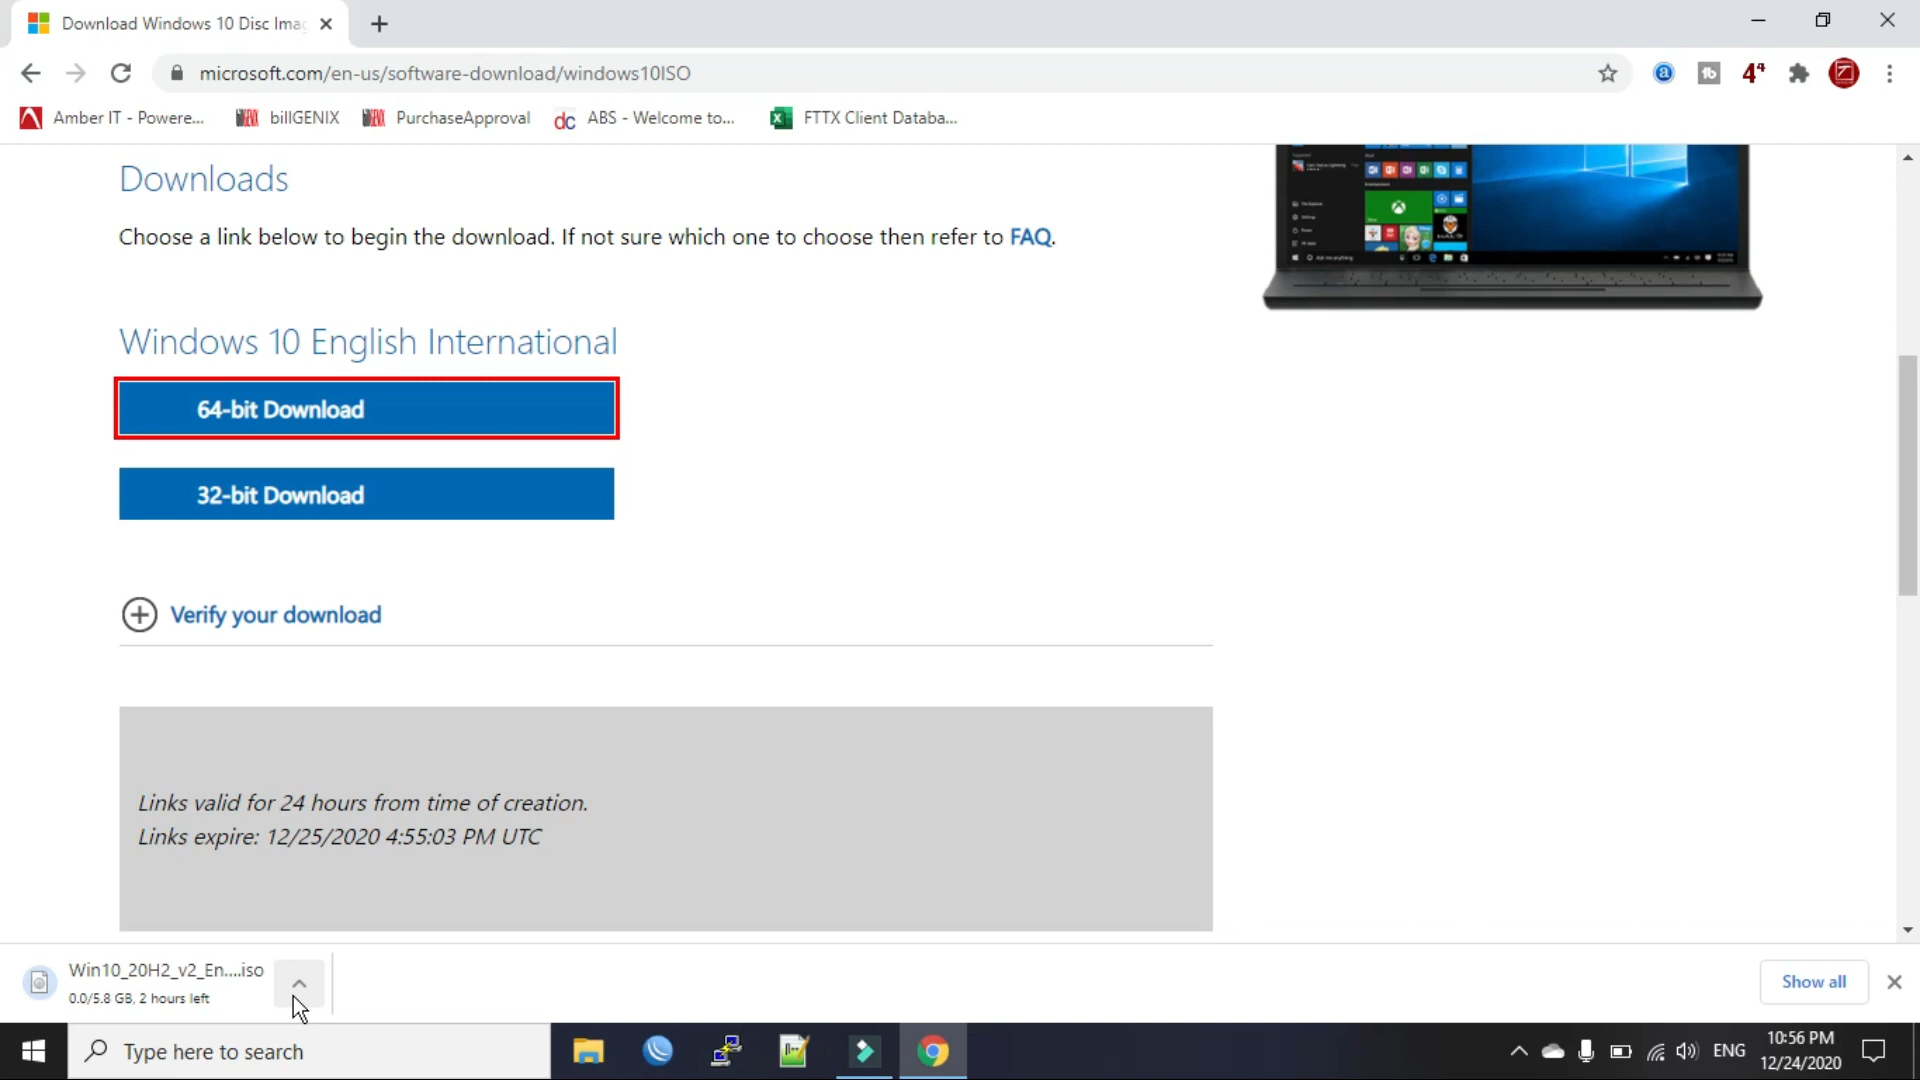 Download Windows 10 Disc Imag
microsoft.com/en-us/software-download/windows10ISO
Amber IT - Powere...
billGENIX
PurchaseApproval
dc
ABS - Welcome to...
FTTX Client Databa...
Downloads
Choose a link below to begin the download. If not sure which one to choose then refer to FAQ.
Windows 10 English International
64-bit Download
32-bit Download
Verify your download
Links valid for 24 hours from time of creation.
Links expire: 12/25/2020 4:55:03 PM UTC
Win10_20H2_v2_En....iso
0.0/5.8 GB, 2 hours left
Show all
Type here to search
ENG
10:56 PM
12/24/2020